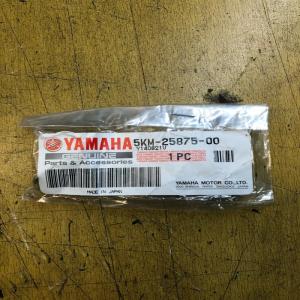 YAMAHA
5KM-25875-00
GENUINE
Parts & Accessories
1 PC
MADE IN JAPAN
YAMAHA MOTOR CO., LTD.